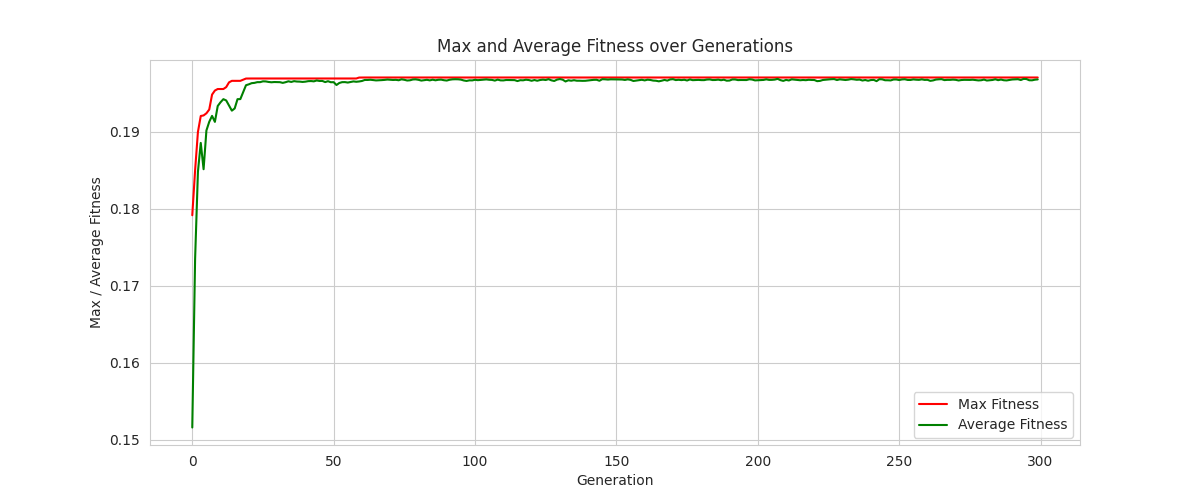 Max and Average Fitness over Generations
Max / Average Fitness
0.19
0.18
0.17
0.16
0.15
0 50 100 150 200 250 300
Generation
Max Fitness
Average Fitness